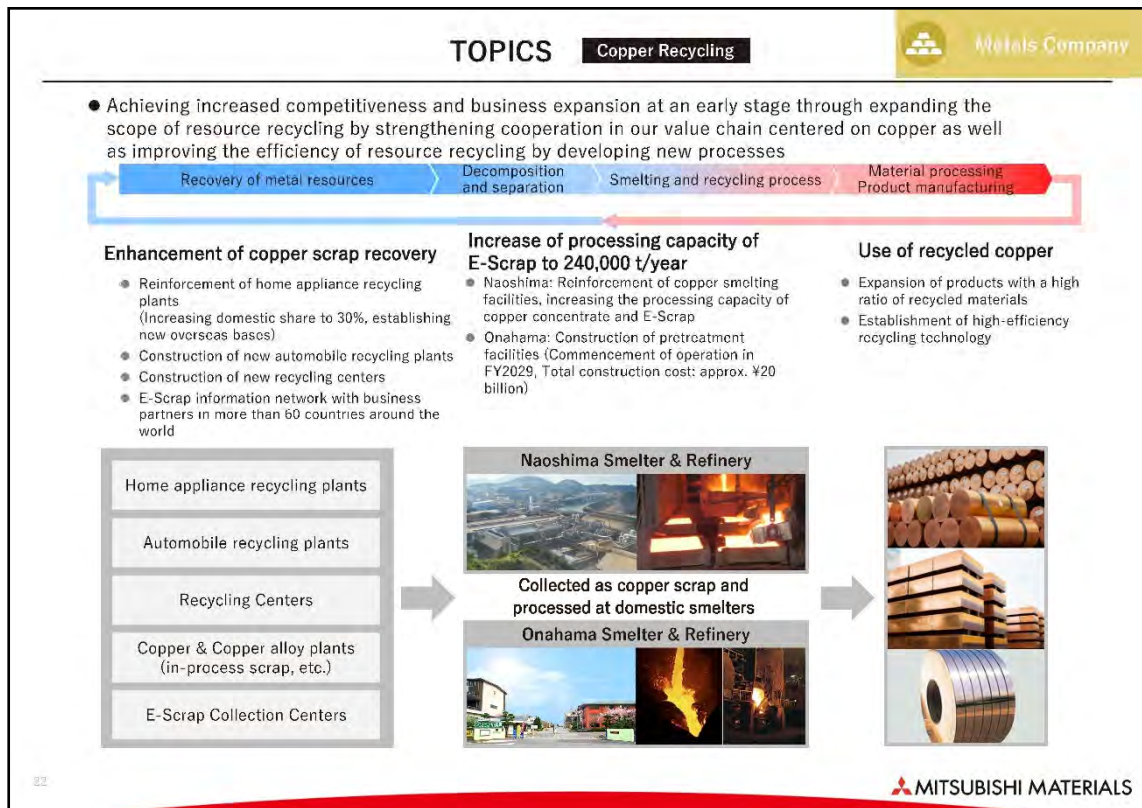 TOPICS
Copper Recycling
Metals Company
● Achieving increased competitiveness and business expansion at an early stage through expanding the
scope of resource recycling by strengthening cooperation in our value chain centered on copper as well
as improving the efficiency of resource recycling by developing new processes
Recovery of metal resources
Decomposition
and separation
Smelting and recycling process
Material processing
Product manufacturing
Enhancement of copper scrap recovery
● Reinforcement of home appliance recycling
plants
(Increasing domestic share to 30%, establishing
new overseas bases)
● Construction of new automobile recycling plants
● Construction of new recycling centers
● E-Scrap information network with business
partners in more than 60 countries around the
world
Increase of processing capacity of
E-Scrap to 240,000 t/year
● Naoshima: Reinforcement of copper smelting
facilities, increasing the processing capacity of
copper concentrate and E-Scrap
● Onahama: Construction of pretreatment
facilities (Commencement of operation in
FY2029, Total construction cost: approx. ¥20
billion)
Use of recycled copper
● Expansion of products with a high
ratio of recycled materials
● Establishment of high-efficiency
recycling technology
Home appliance recycling plants
Automobile recycling plants
Recycling Centers
Copper & Copper alloy plants
(in-process scrap, etc.)
E-Scrap Collection Centers
Naoshima Smelter & Refinery
Collected as copper scrap and
processed at domestic smelters
Onahama Smelter & Refinery
22
MITSUBISHI MATERIALS